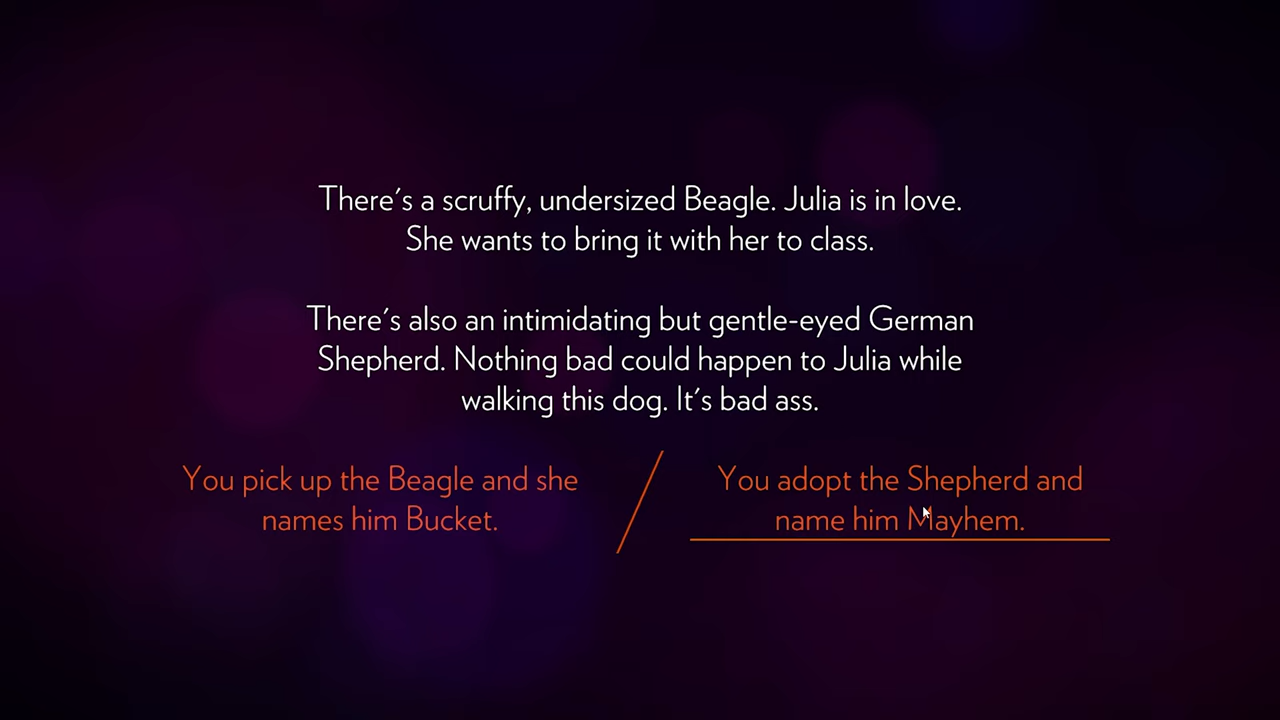 There's a scruffy, undersized Beagle. Julia is in love.
She wants to bring it with her to class.
There's also an intimidating but gentle-eyed German
Shepherd. Nothing bad could happen to Julia while
walking this dog. It's bad ass.
You pick up the Beagle and she
names him Bucket.
You adopt the Shepherd and
name him Mayhem.